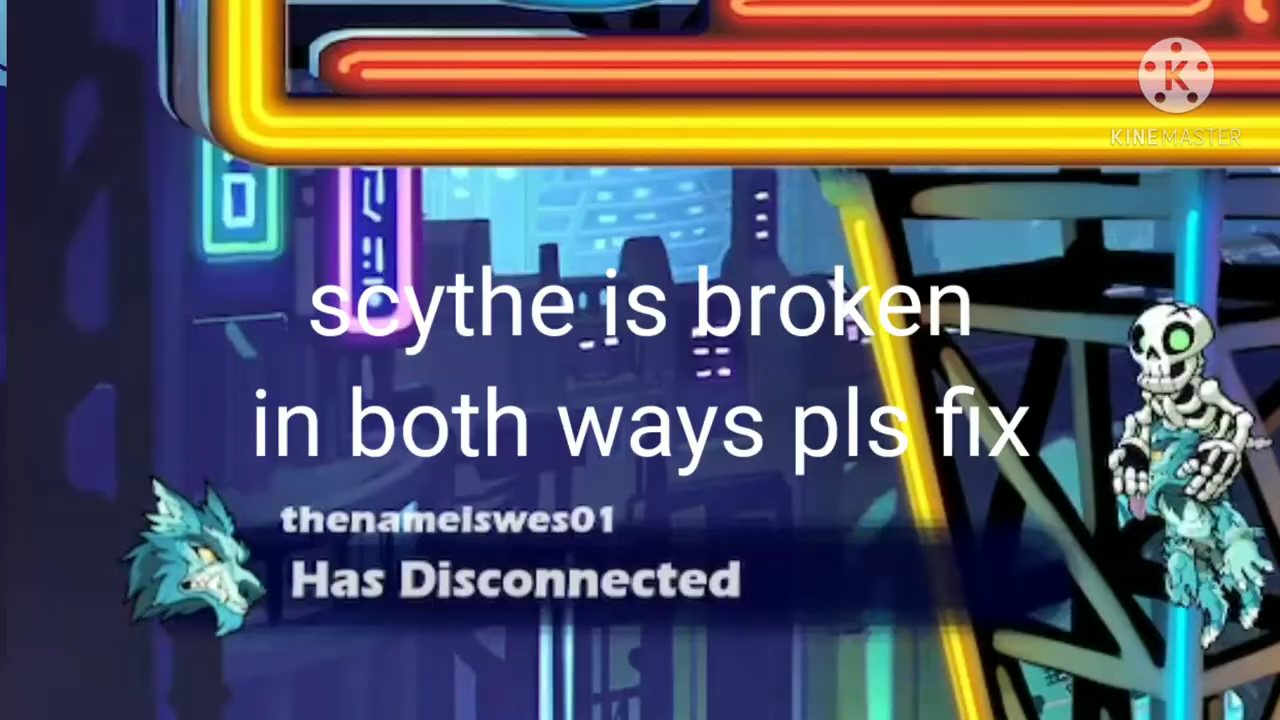 KINEMASTER
scythe is broken
in both ways pls fix
thenameiswes01
Has Disconnected